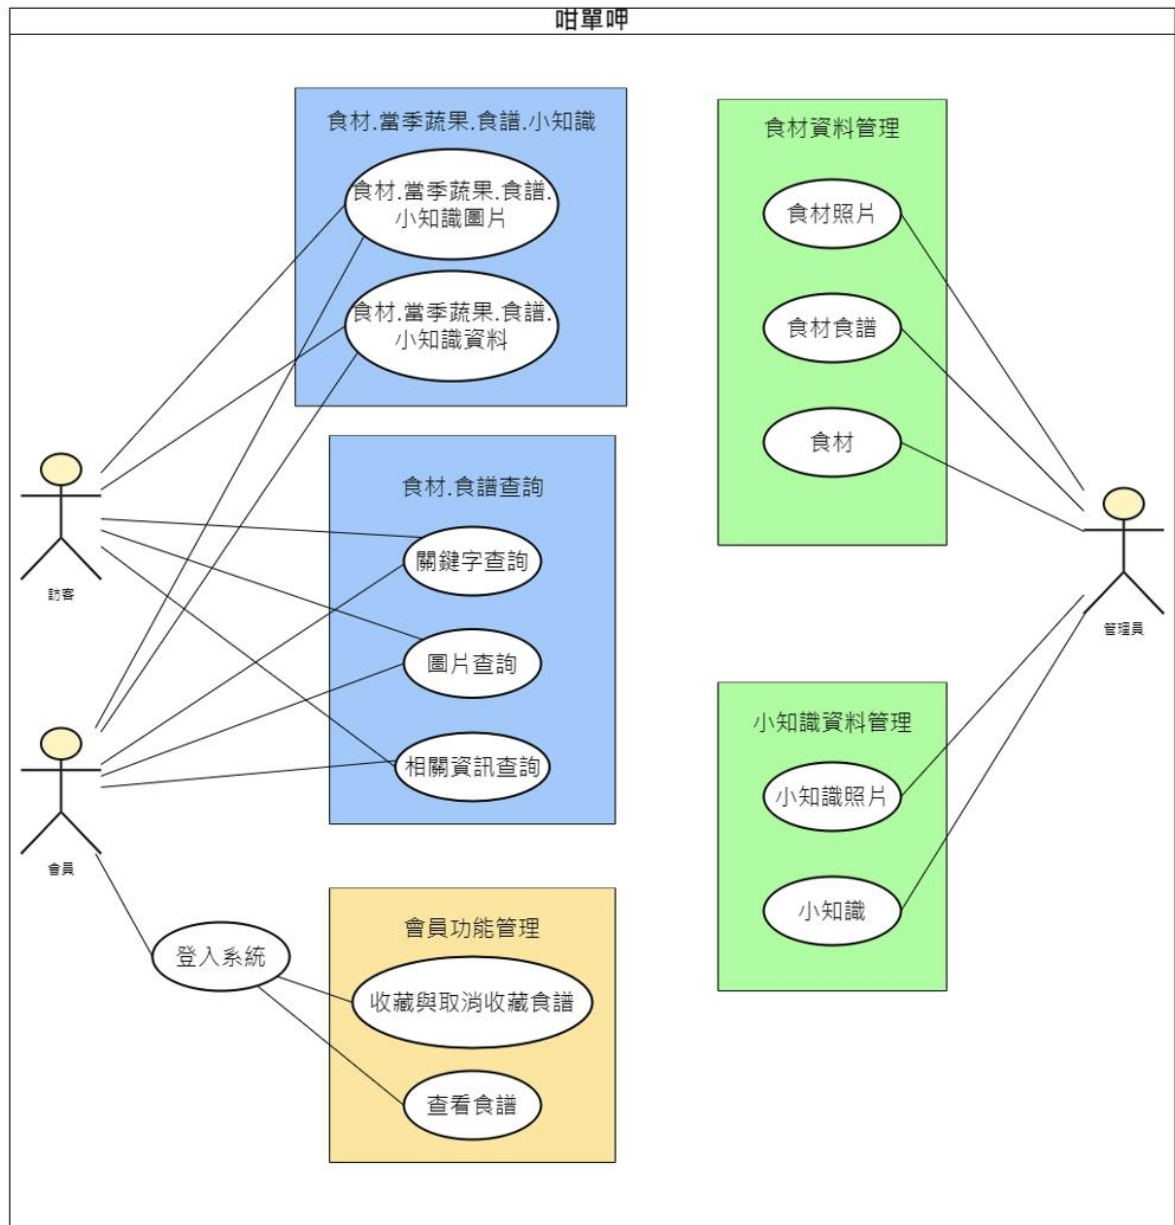 咁單呷
食材.當季蔬果.食譜.小知識
食材.當季蔬果.食譜.
小知識圖片
食材.當季蔬果.食譜.
小知識資料
食材.食譜查詢
關鍵字查詢
圖片查詢
相關資訊查詢
訪客
會員
登入系統
會員功能管理
收藏與取消收藏食譜
查看食譜
食材資料管理
食材照片
食材食譜
食材
管理員
小知識資料管理
小知識照片
小知識